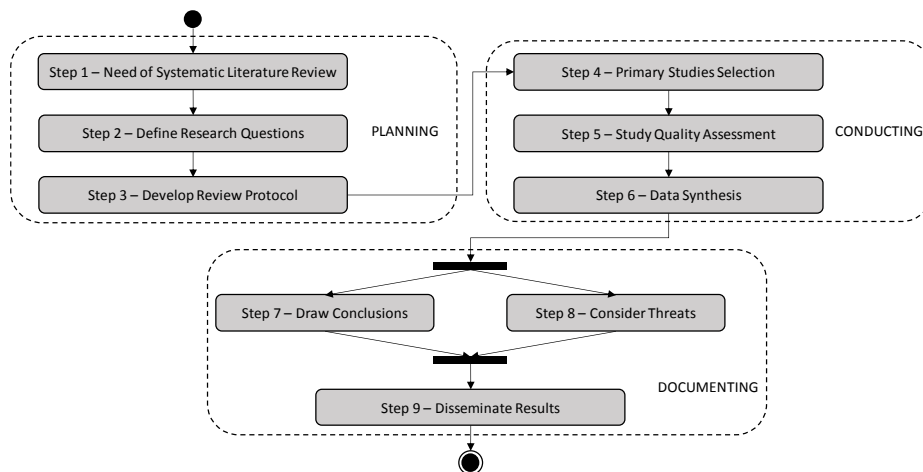 Step 1 – Need of Systematic Literature Review
Step 2 – Define Research Questions
PLANNING
Step 3 – Develop Review Protocol
Step 4 – Primary Studies Selection
Step 5 – Study Quality Assessment
CONDUCTING
Step 6 – Data Synthesis
Step 7 – Draw Conclusions
Step 8 – Consider Threats
DOCUMENTING
Step 9 – Disseminate Results